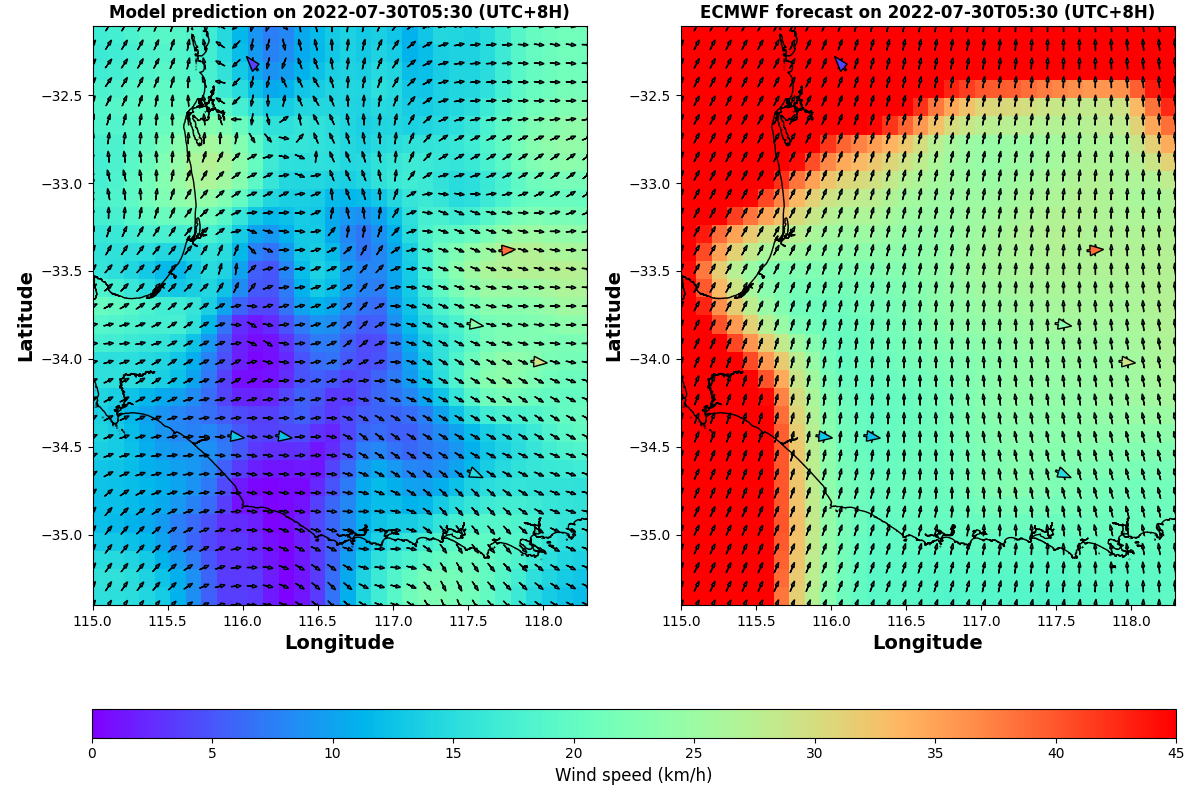 Model prediction on 2022-07-30T05:30 (UTC+8H)
ECMWF forecast on 2022-07-30T05:30 (UTC+8H)
Latitude
−32.5
−33.0
−33.5
−34.0
−34.5
−35.0
115.0 115.5 116.0 116.5 117.0 117.5 118.0
Longitude
Latitude
−32.5
−33.0
−33.5
−34.0
−34.5
−35.0
115.0 115.5 116.0 116.5 117.0 117.5 118.0
Longitude
0 5 10 15 20 25 30 35 40 45
Wind speed (km/h)